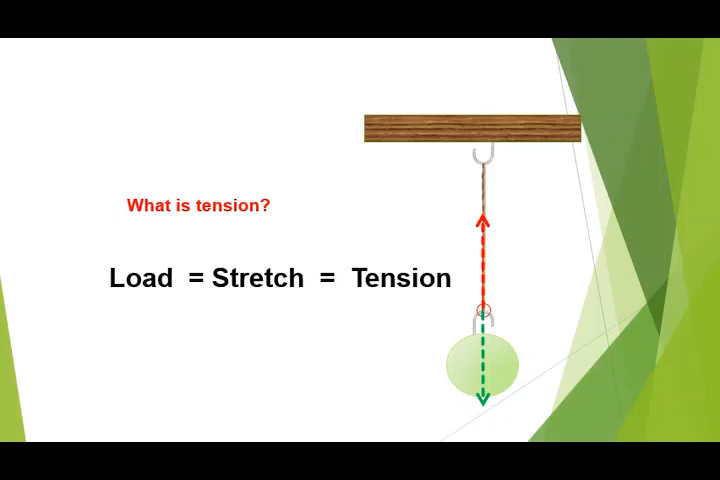 What is tension?
Load = Stretch = Tension